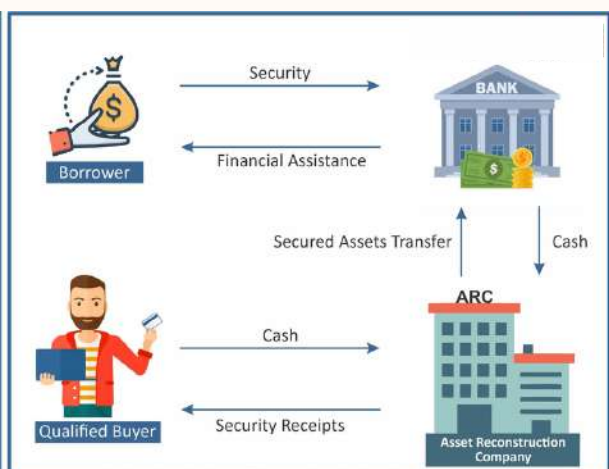 Security
BANK
Financial Assistance
Borrower
Secured Assets Transfer
Cash
ARC
Cash
Security Receipts
Qualified Buyer
Asset Reconstruction
Company